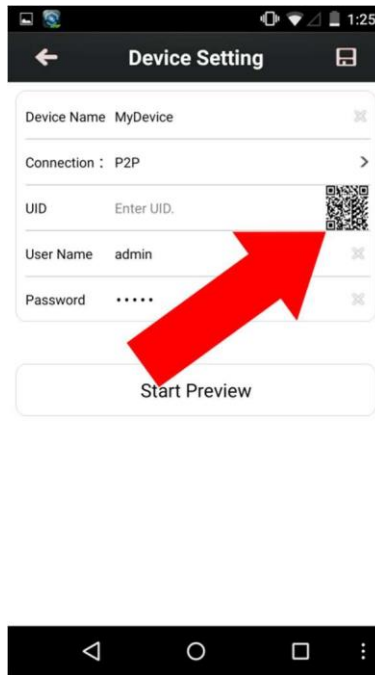 1:25
Device Setting
Device Name MyDevice
Connection : P2P
UID Enter UID.
User Name admin
Password •••••
Start Preview